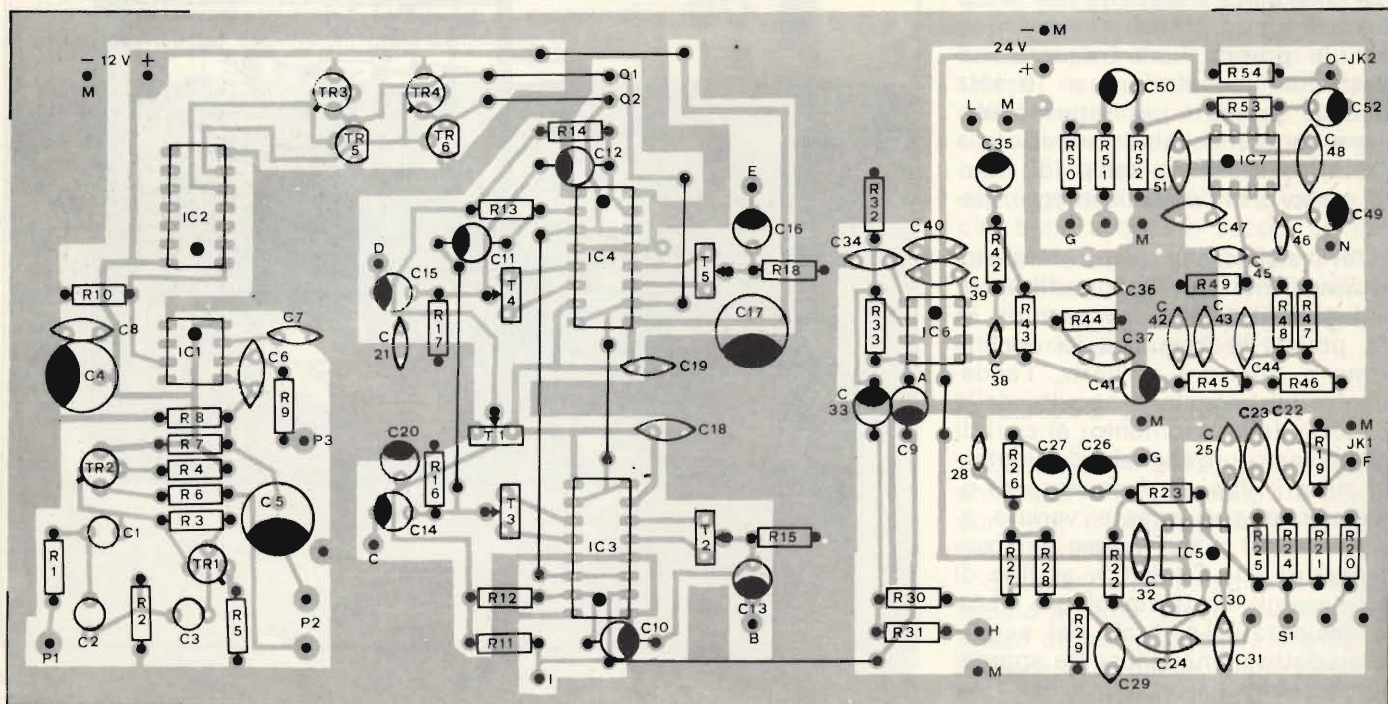 - 12 V +
M
TR3
TR4
TR5
TR6
Q1
Q2
R14
C12
IC2
R13
C11
IC4
D
C15
T4
R17
C21
R10
C8
C4
IC1
C7
C6
R9
R8
R7
R4
R6
R3
TR2
P3
C5
C1
R1
TR1
C2
R2
C3
R5
P2
P1
T1
C20
R16
C14
C
T3
IC3
R12
R11
C10
I
E
C16
T5
R18
C17
C19
C18
T2
R15
C13
B
- M
24 V
+
L M
C35
C50
R54
R53
O-JK2
C52
R50
R51
R52
C51
IC7
C48
G
M
C47
C46
C49
N
C45
R32
C34
C40
C39
R42
R33
IC6
C38
R43
C36
R44
C37
C42
C43
R49
R48
R47
C44
C41
R45
R46
C33
A
C9
M
C28
R26
C27
C26
G
C25
C23
C22
R19
M
JK1
F
R23
R27
R28
R22
C32
IC5
R25
R24
R21
R20
R30
R31
H
M
R29
C29
C30
C24
C31
S1